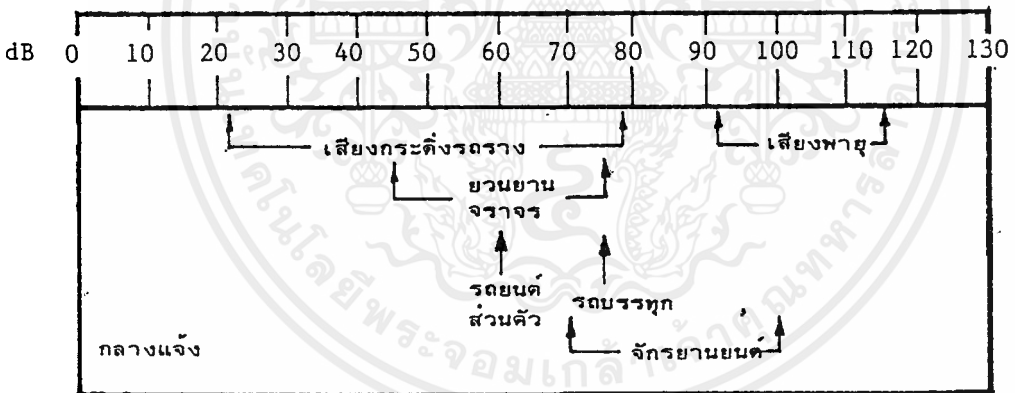 dB 0 10 20 30 40 50 60 70 80 90 100 110 120 130
เสียงกระดิ่งรถราง เสียงพายุ
ยวนยาน
จราจร
รถยนต์
ส่วนตัว
รถบรรทุก
จักรยานยนต์
กลางแจ้ง